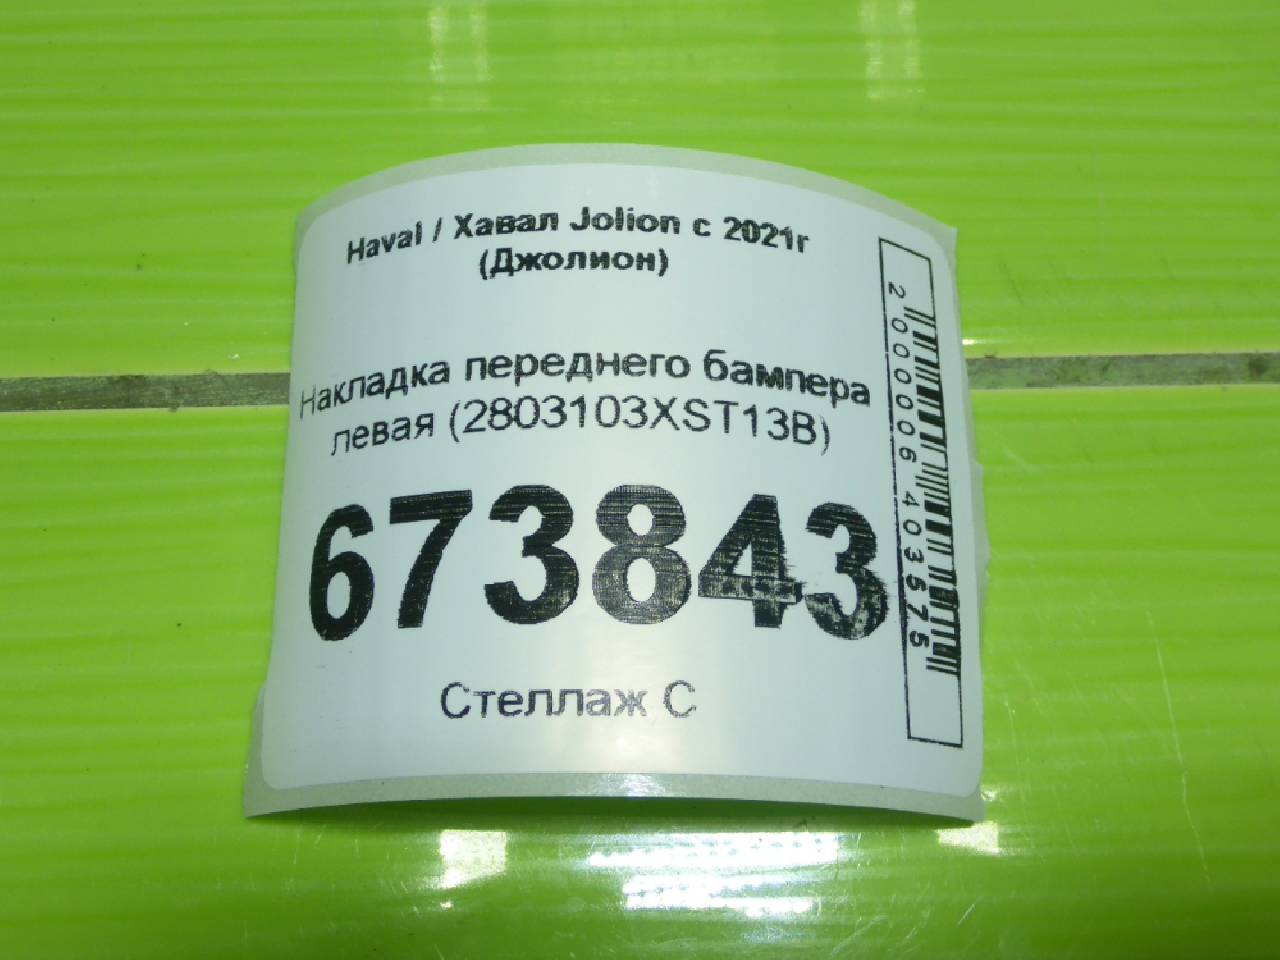 Haval / Хавал Jolion с 2021г
(Джолион)
Накладка переднего бампера
левая (2803103XST13B)
673843
Стеллаж С
2000006403575